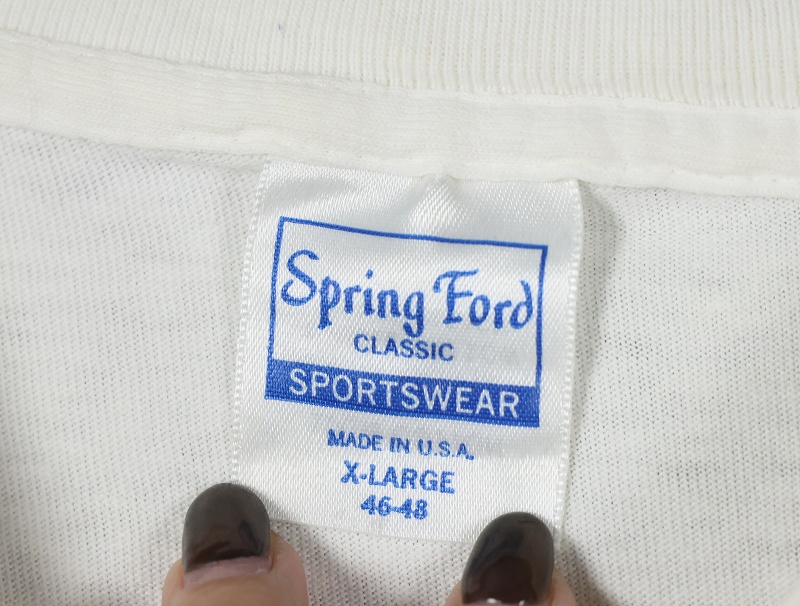 Spring Ford
CLASSIC
SPORTSWEAR
MADE IN U.S.A.
X-LARGE
46-48